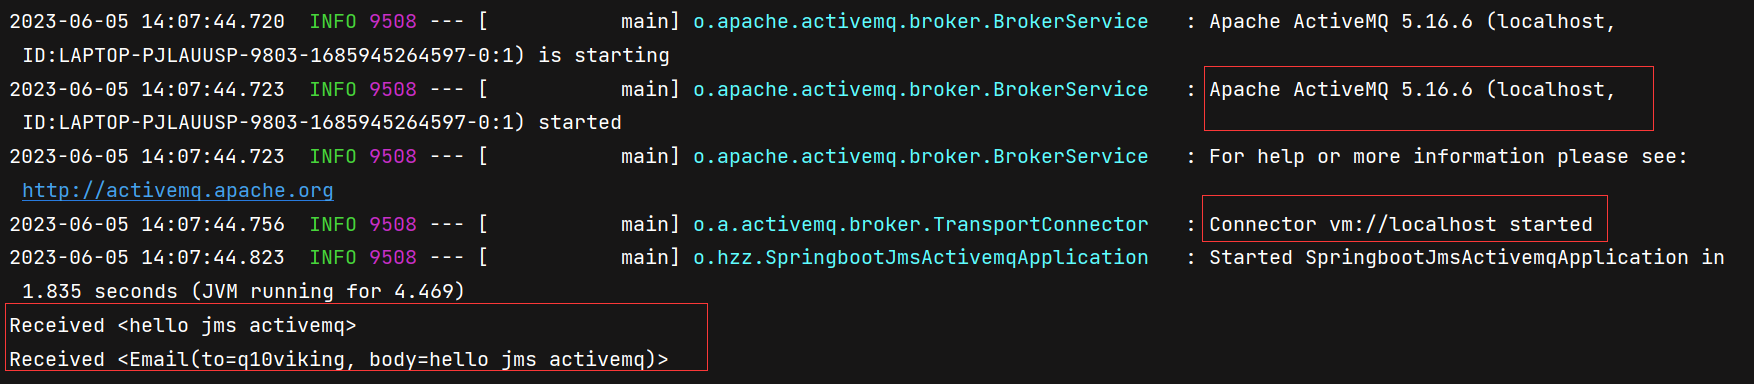 2023-06-05 14:07:44.720  INFO 9508 --- [           main] o.apache.activemq.broker.BrokerService   : Apache ActiveMQ 5.16.6 (localhost,
ID:LAPTOP-PJLAUUSP-9803-1685945264597-0:1) is starting
2023-06-05 14:07:44.723  INFO 9508 --- [           main] o.apache.activemq.broker.BrokerService   : Apache ActiveMQ 5.16.6 (localhost,
ID:LAPTOP-PJLAUUSP-9803-1685945264597-0:1) started
2023-06-05 14:07:44.723  INFO 9508 --- [           main] o.apache.activemq.broker.BrokerService   : For help or more information please see:
http://activemq.apache.org
2023-06-05 14:07:44.756  INFO 9508 --- [           main] o.a.activemq.broker.TransportConnector   : Connector vm://localhost started
2023-06-05 14:07:44.823  INFO 9508 --- [           main] o.hzz.SpringbootJmsActivemqApplication   : Started SpringbootJmsActivemqApplication in
1.835 seconds (JVM running for 4.469)
Received <hello jms activemq>
Received <Email(to=q10viking, body=hello jms activemq)>